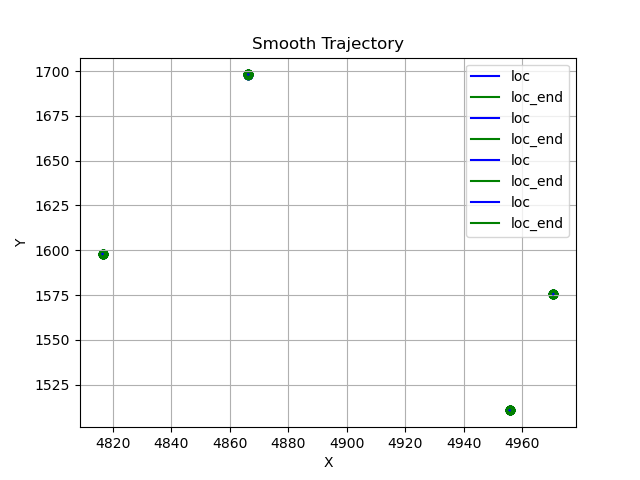 Smooth Trajectory
1700
1675
1650
1625
1600
1575
1550
1525
Y
loc
loc_end
loc
loc_end
loc
loc_end
loc
loc_end
4820 4840 4860 4880 4900 4920 4940 4960
X